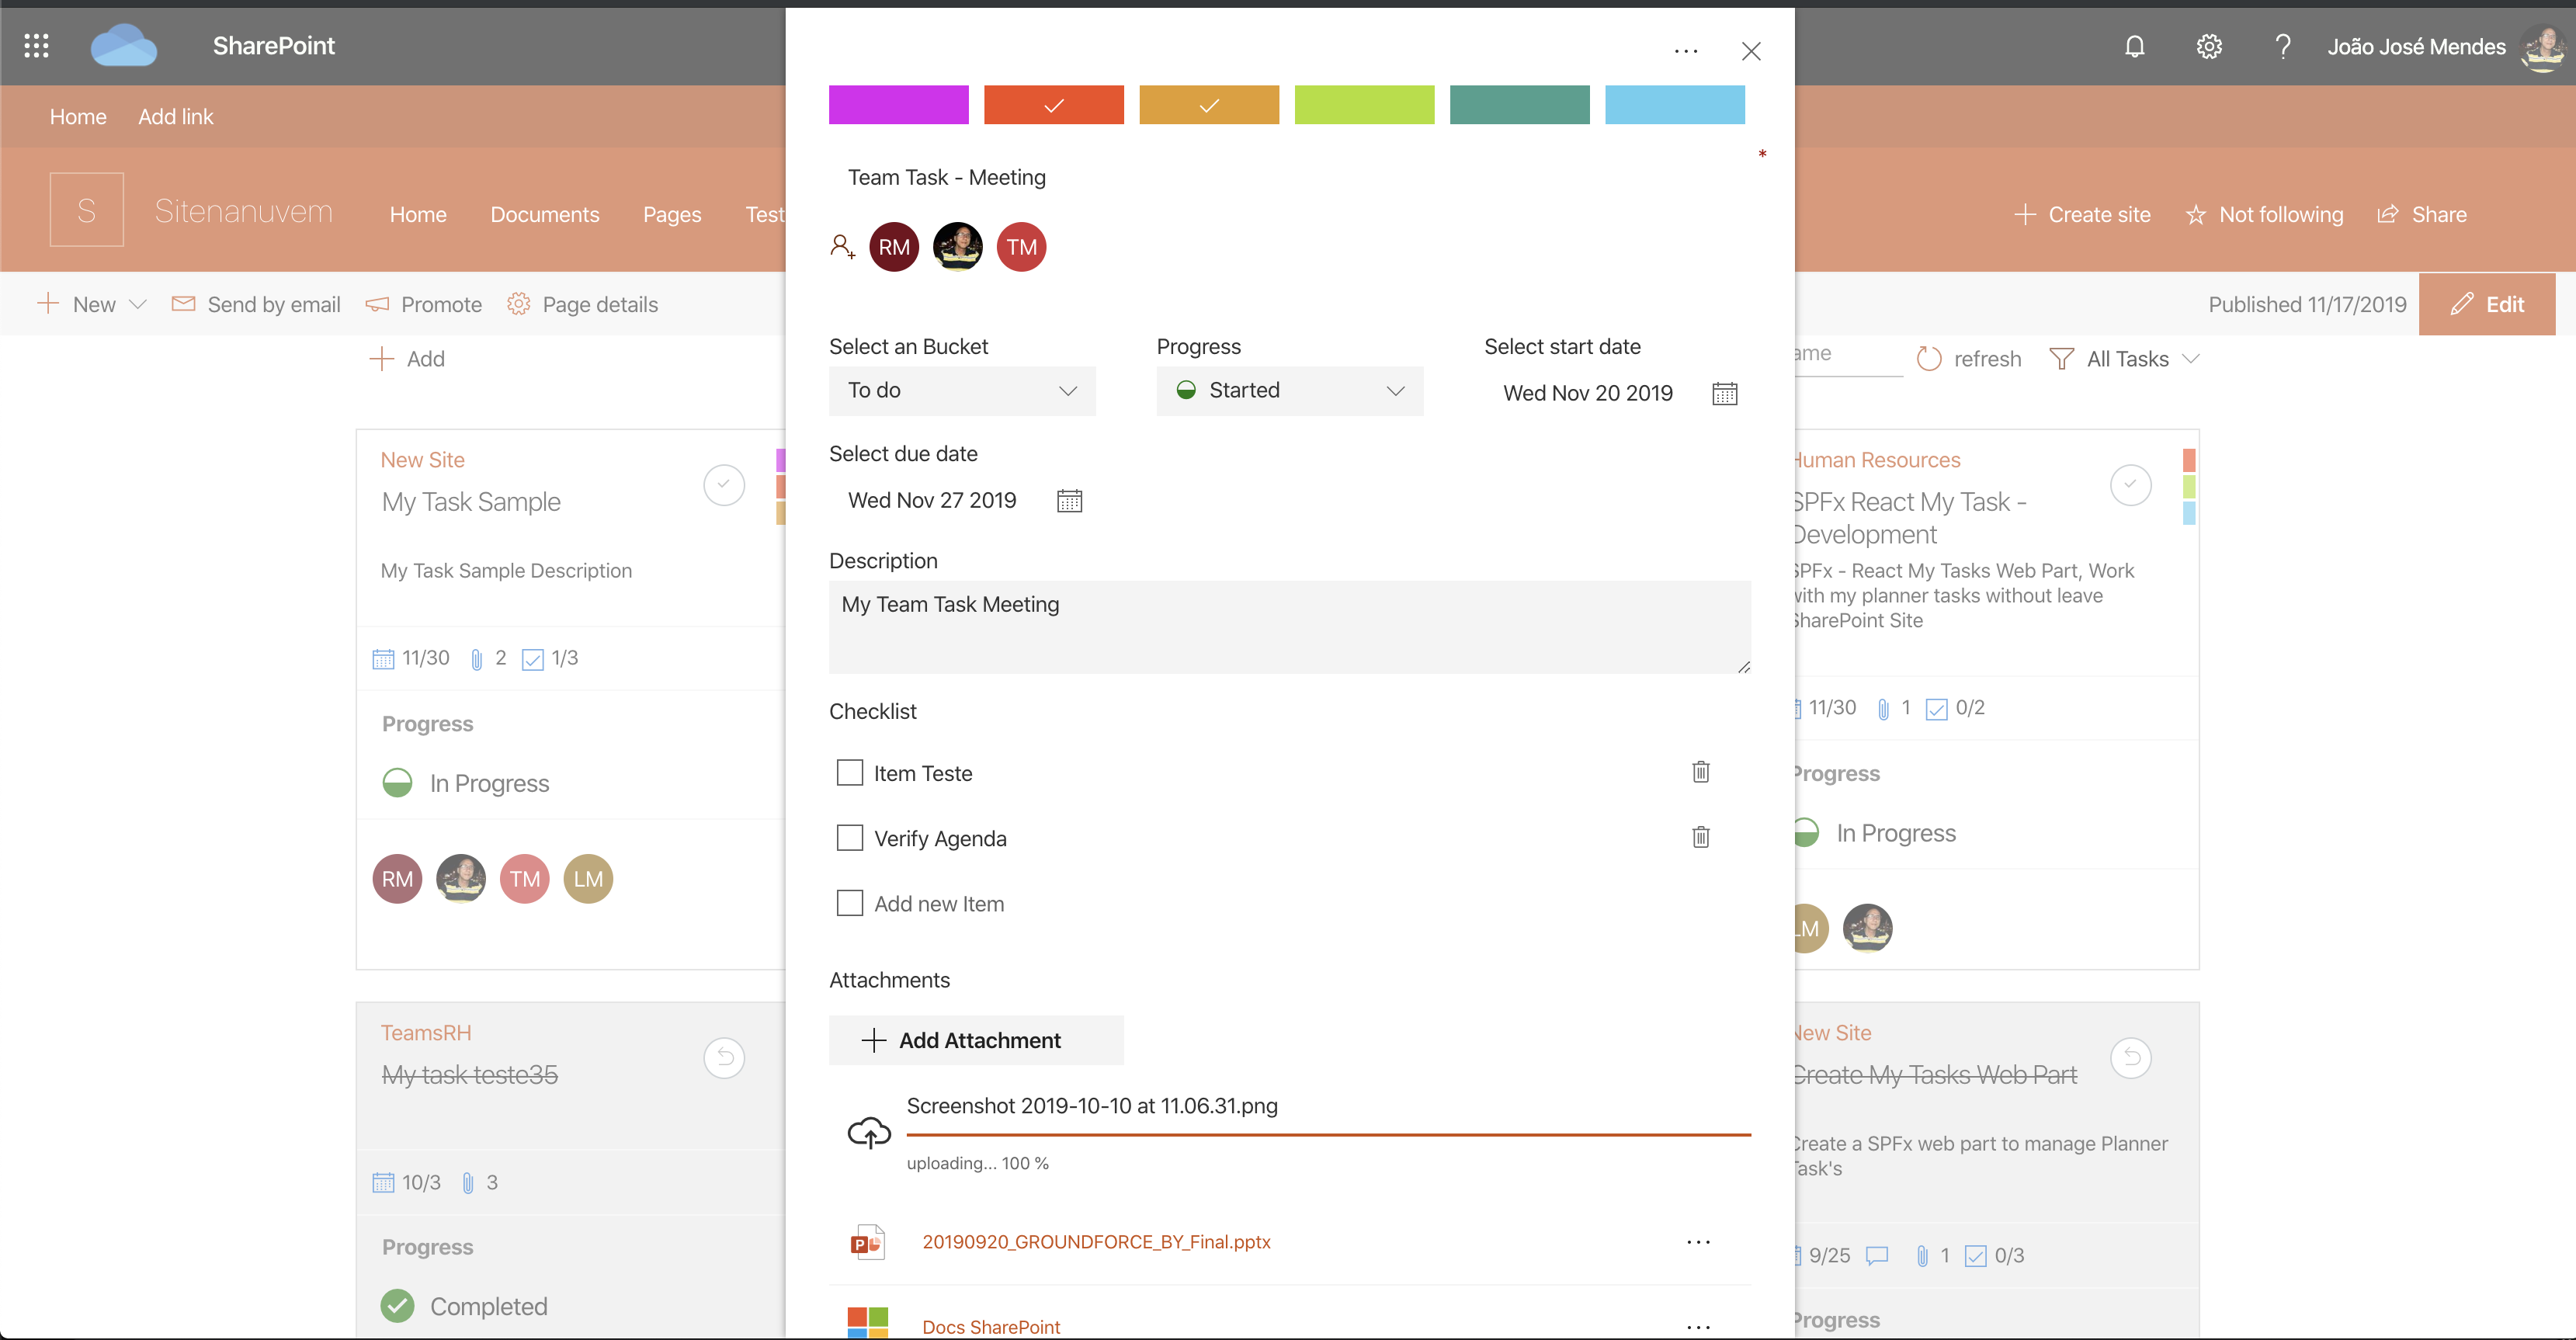 SharePoint
João José Mendes
Home Add link
S Sitenanuvem Home Documents Pages Test
Create site Not following Share
New Send by email Promote Page details
Published 11/17/2019 Edit
Add
refresh All Tasks
New Site
My Task Sample
My Task Sample Description
11/30 2 1/3
Progress
In Progress
RM TM LM
TeamsRH
My task teste35
10/3 3
Progress
Completed
*
Team Task - Meeting
RM TM
Select an Bucket Progress Select start date
To do Started Wed Nov 20 2019
Select due date
Wed Nov 27 2019
Description
My Team Task Meeting
Checklist
Item Teste
Verify Agenda
Add new Item
Attachments
Add Attachment
Screenshot 2019-10-10 at 11.06.31.png
uploading... 100 %
P 20190920_GROUNDFORCE_BY_Final.pptx
Docs SharePoint
Human Resources
SPFx React My Task -
Development
SPFx - React My Tasks Web Part, Work
with my planner tasks without leave
SharePoint Site
11/30 1 0/2
Progress
In Progress
LM
New Site
Create My Tasks Web Part
Create a SPFx web part to manage Planner
Task's
9/25 1 0/3
Progress